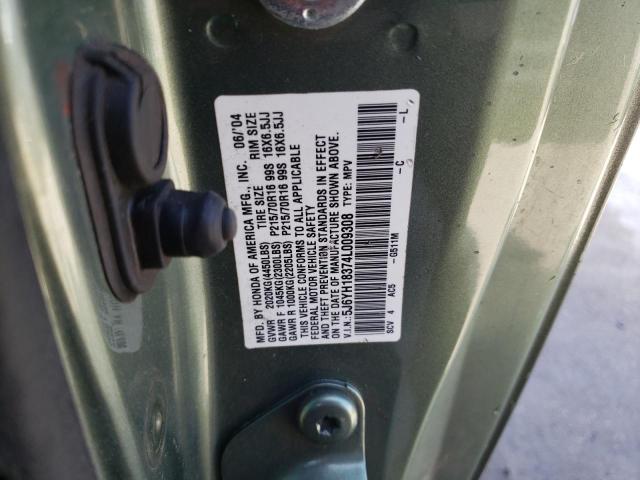 MFD. BY HONDA OF AMERICA MFG., INC. 06/'04
GVWR 2020KG(4450LBS) TIRE SIZE RIM SIZE
GAWR F 1045KG(2300LBS) P215/70R16 99S 16X6.5JJ
GAWR R 1000KG(2205LBS) P215/70R16 99S 16X6.5JJ
THIS VEHICLE CONFORMS TO ALL APPLICABLE
FEDERAL MOTOR VEHICLE SAFETY
AND THEFT PREVENTION STANDARDS IN EFFECT
ON THE DATE OF MANUFACTURE SHOWN ABOVE.
V.I.N.: 5J6YH18374L009308 TYPE: MPV
SCV 4 AC5 -G511M -C -L